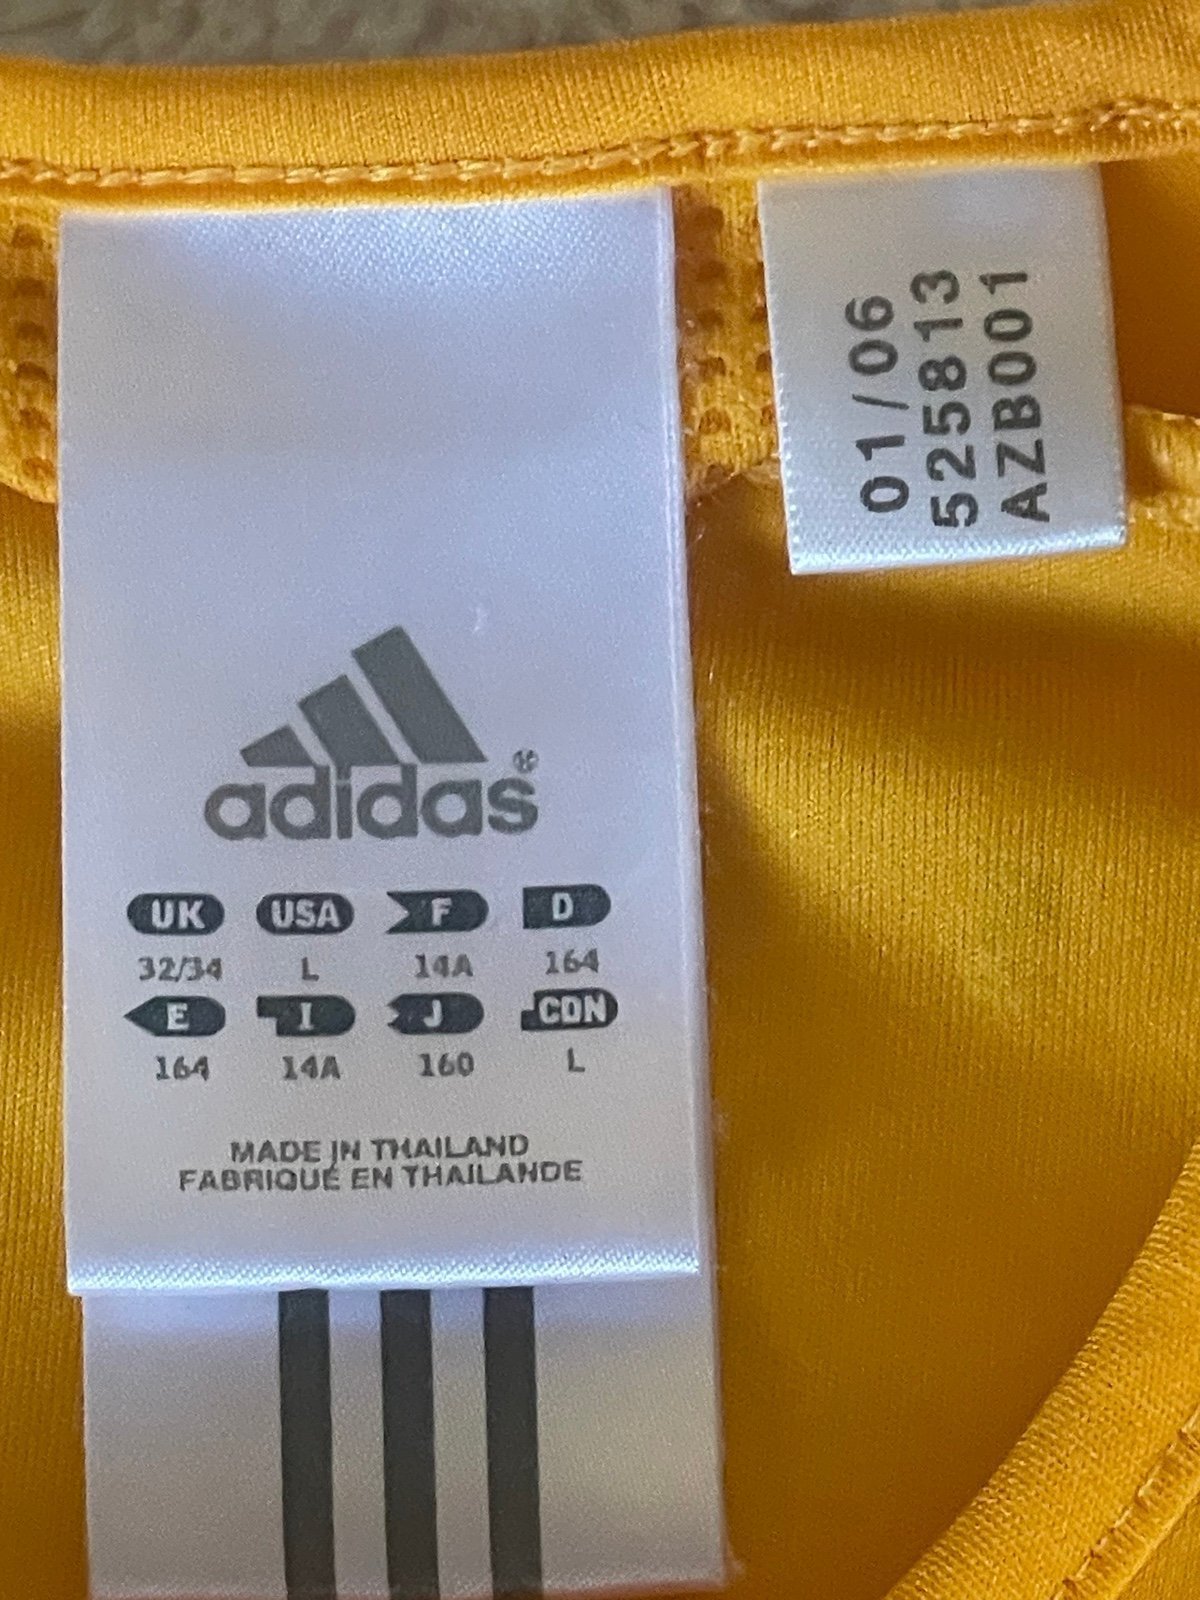 01/06
525813
AZB001
adidas®
UK USA F D
32/34 L 14A 164
E I J CDN
164 14A 160 L
MADE IN THAILAND
FABRIQUÉ EN THAILANDE